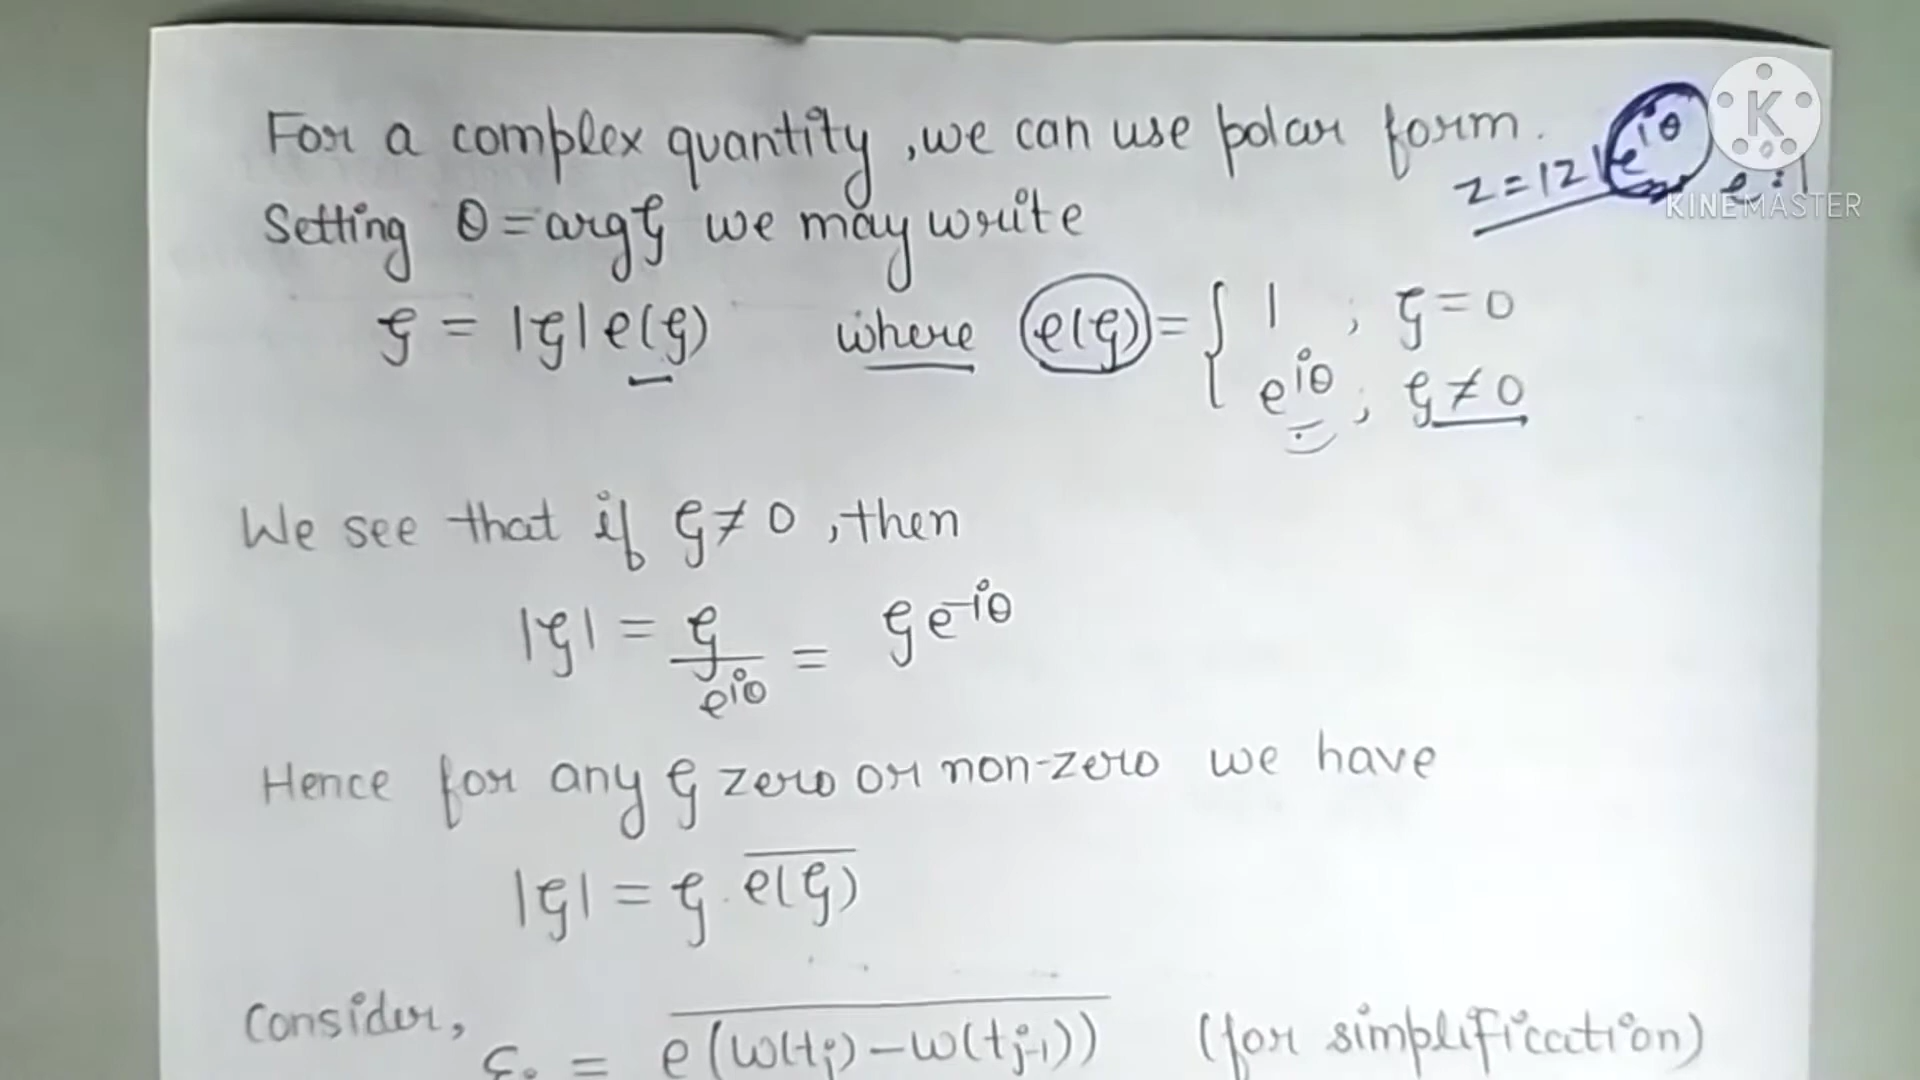 For a complex quantity, we can use polar form.
z = |z| e^{iθ}
K
KINEMASTER
Setting θ = arg ζ we may write
ζ = |ζ| e(ζ) where e(ζ) = { 1 ; ζ = 0
e^{iθ} ; ζ ≠ 0
We see that if ζ ≠ 0, then
|ζ| = ζ / e^{iθ} = ζ e^{-iθ}
Hence for any ζ zero or non-zero we have
|ζ| = ζ · \overline{e(ζ)}
Consider,
= \overline{e(w(t_j) - w(t_{j-1}))} (for simplification)